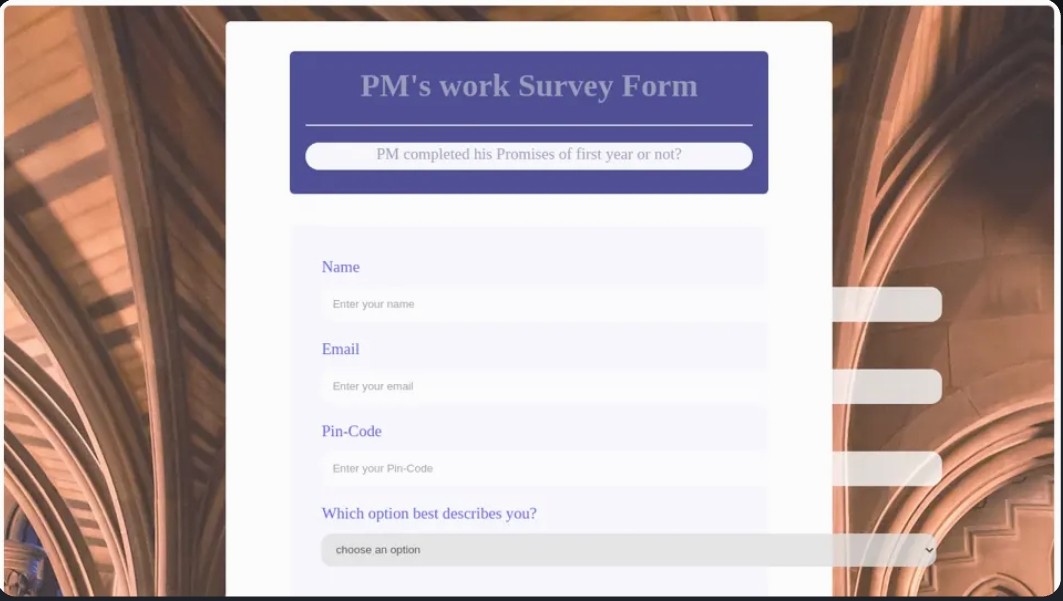 PM's work Survey Form
PM completed his Promises of first year or not?
Name
Enter your name
Email
Enter your email
Pin-Code
Enter your Pin-Code
Which option best describes you?
choose an option